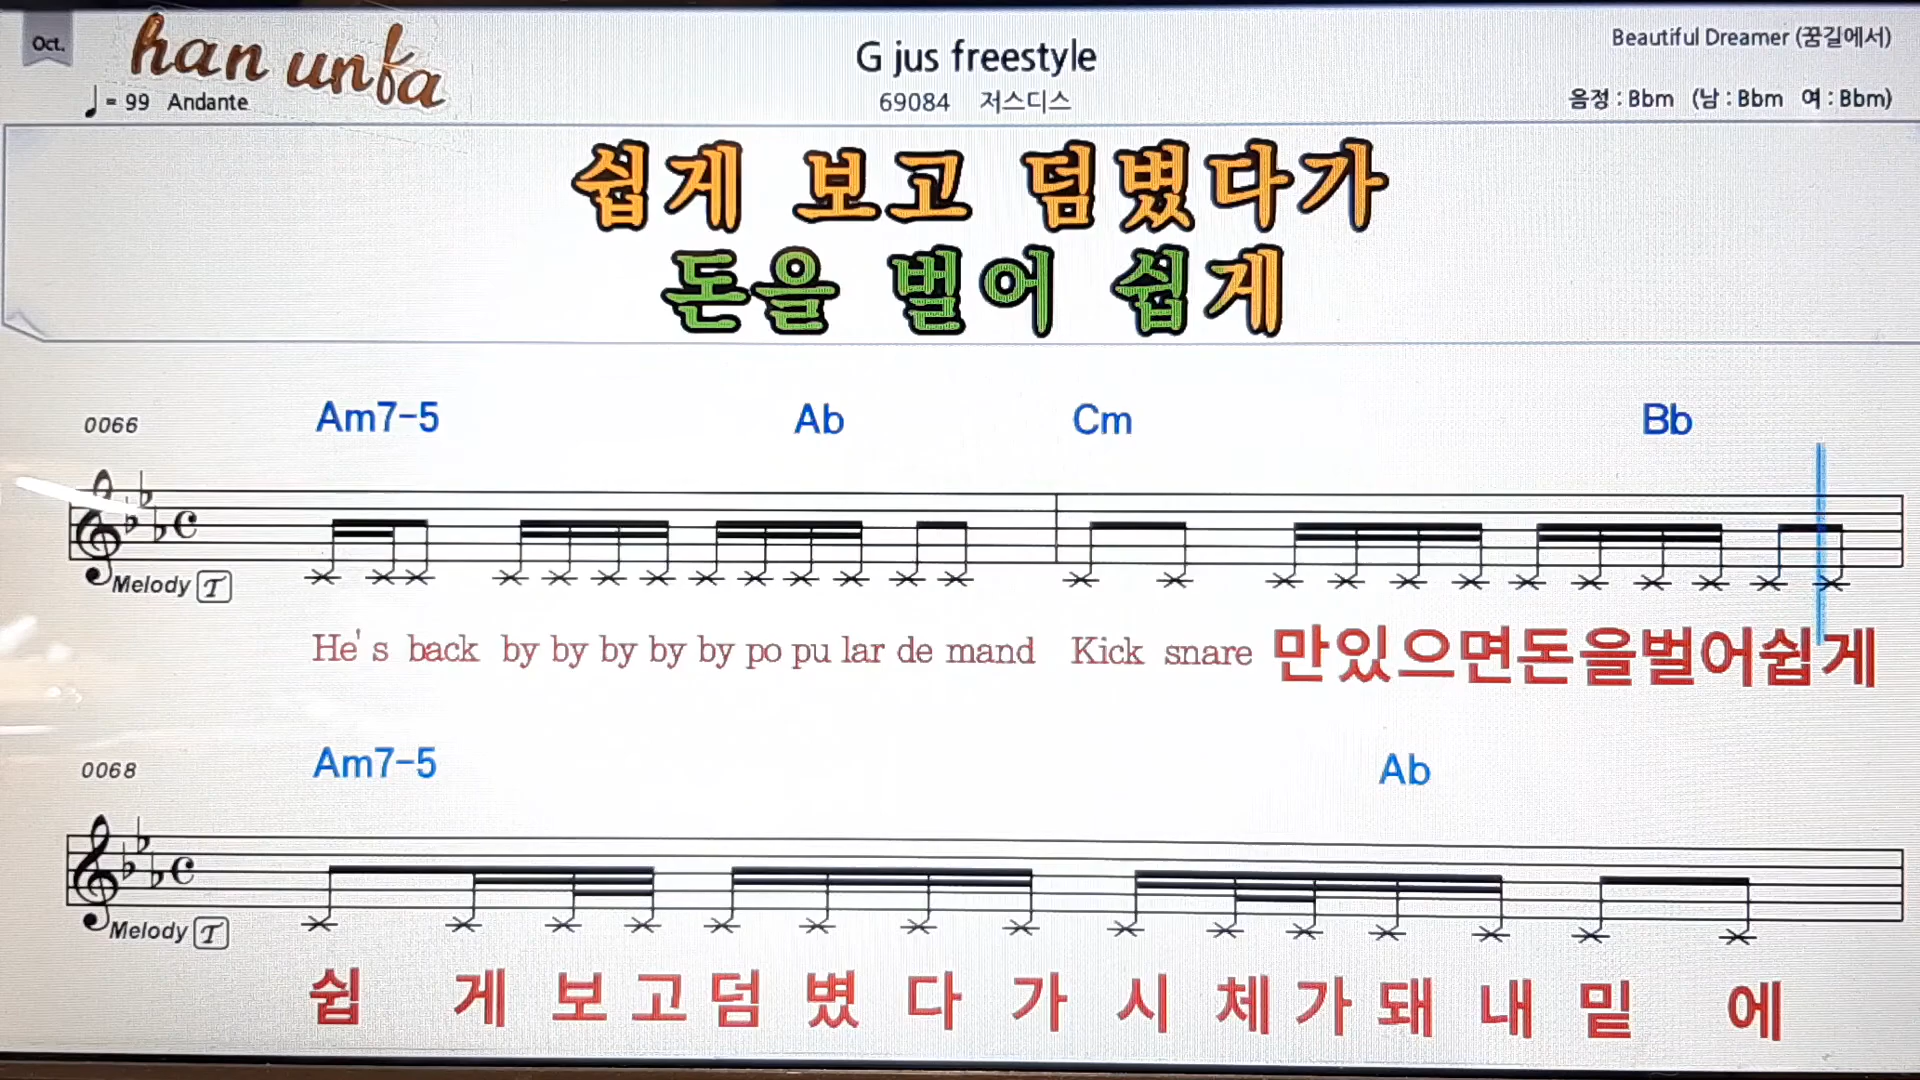 Oct.
han unfa
G jus freestyle
Beautiful Dreamer (꿈길에서)
♩= 99 Andante
69084 저스디스
음정 : Bbm (남 : Bbm 여 : Bbm)
쉽게 보고 덤볐다가
돈을 벌어 쉽게
0066 Am7-5 Ab Cm Bb
Melody T
He's back by by by by by po pu lar de mand Kick snare 만있으면돈을벌어쉽게
0068 Am7-5 Ab
Melody T
쉽 게 보고덤 볐 다 가 시 체 가 돼 내 밑 에